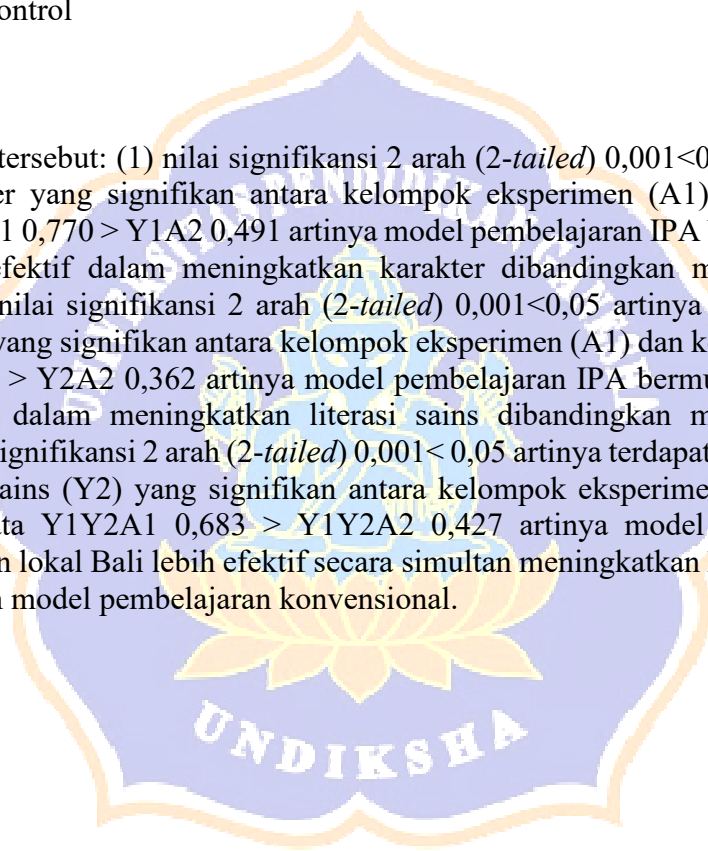 ontrol
tersebut: (1) nilai signifikansi 2 arah (2-tailed) 0,001<0
er yang signifikan antara kelompok eksperimen (A1)
1 0,770 > Y1A2 0,491 artinya model pembelajaran IPA
efektif dalam meningkatkan karakter dibandingkan m
nilai signifikansi 2 arah (2-tailed) 0,001<0,05 artinya
yang signifikan antara kelompok eksperimen (A1) dan k
> Y2A2 0,362 artinya model pembelajaran IPA bermu
dalam meningkatkan literasi sains dibandingkan m
ignifikansi 2 arah (2-tailed) 0,001< 0,05 artinya terdapat
ains (Y2) yang signifikan antara kelompok eksperime
ta Y1Y2A1 0,683 > Y1Y2A2 0,427 artinya model
n lokal Bali lebih efektif secara simultan meningkatkan
n model pembelajaran konvensional.
UNIVERSITAS PENDIDIKAN GANESHA
UNDIKSHA